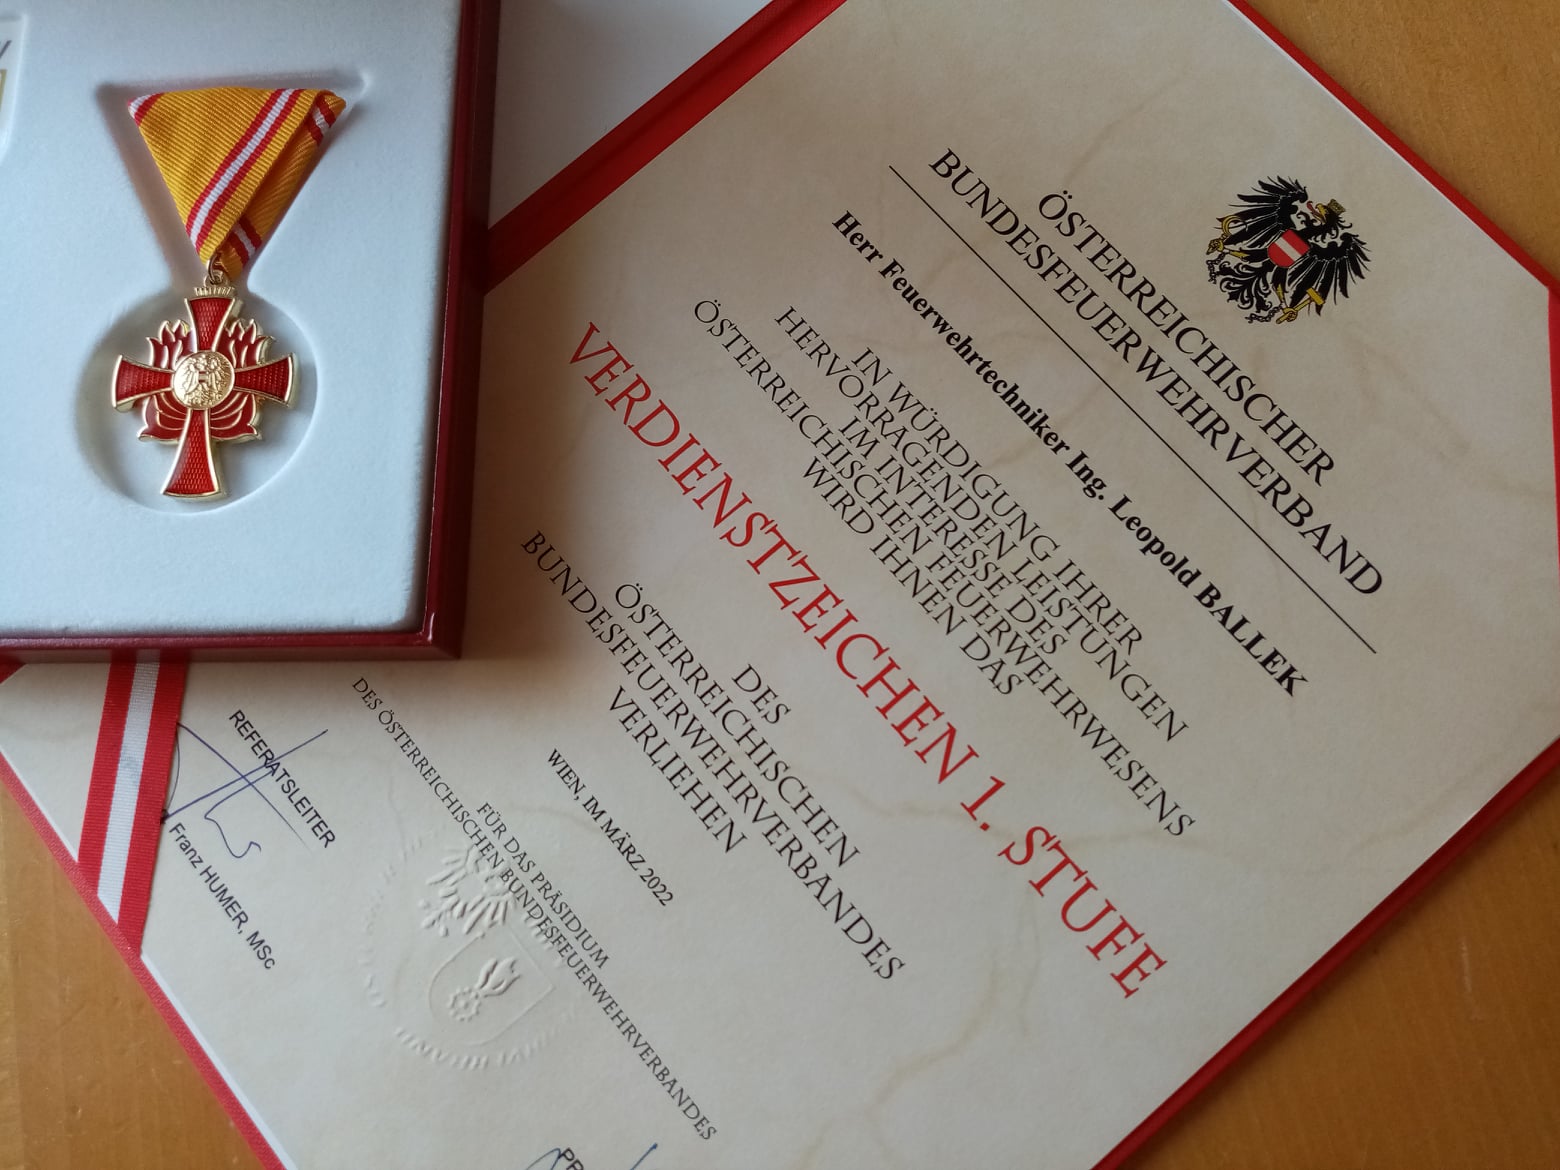 ÖSTERREICHISCHER
BUNDESFEUERWEHRVERBAND
Herr Feuerwehrtechniker Ing. Leopold BALLEK
IN WÜRDIGUNG IHRER
HERVORRAGENDEN LEISTUNGEN
IM INTERESSE DES
ÖSTERREICHISCHEN FEUERWEHRWESENS
WIRD IHNEN DAS
VERDIENSTZEICHEN 1. STUFE
DES
ÖSTERREICHISCHEN
BUNDESFEUERWEHRVERBANDES
VERLIEHEN
WIEN, IM MÄRZ 2022
FÜR DAS PRÄSIDIUM
DES ÖSTERREICHISCHEN BUNDESFEUERWEHRVERBANDES
REFERATSLEITER
Franz HUMER, MSc